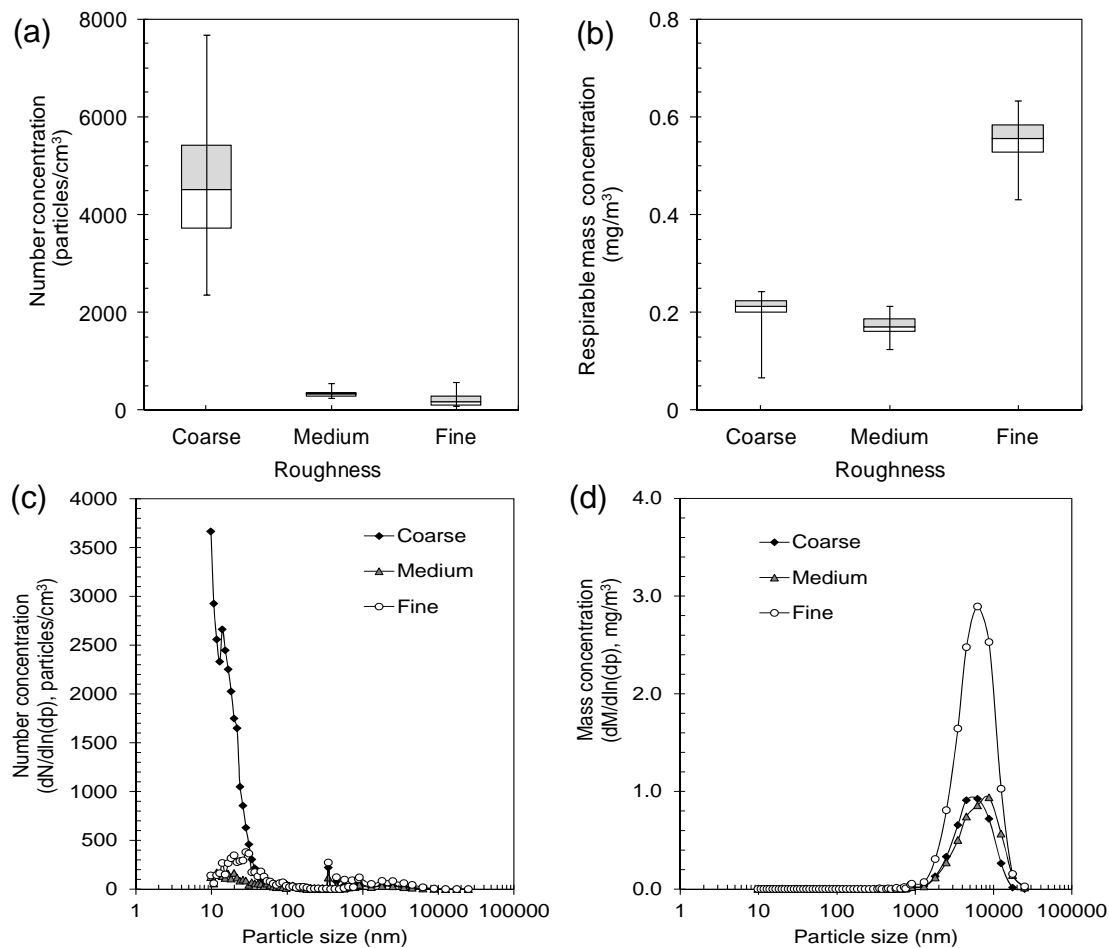 (a)
Number concentration
(particles/cm³)
8000
6000
4000
2000
0
Coarse
Medium
Fine
Roughness
(b)
Respirable mass concentration
(mg/m³)
0.8
0.6
0.4
0.2
0
Coarse
Medium
Fine
Roughness
(c)
Number concentration
(dN/dln(dp), particles/cm³)
4000
3500
3000
2500
2000
1500
1000
500
0
Coarse
Medium
Fine
1 10 100 1000 10000 100000
Particle size (nm)
(d)
Mass concentration
(dM/dln(dp), mg/m³)
4.0
3.0
2.0
1.0
0.0
Coarse
Medium
Fine
1 10 100 1000 10000 100000
Particle size (nm)